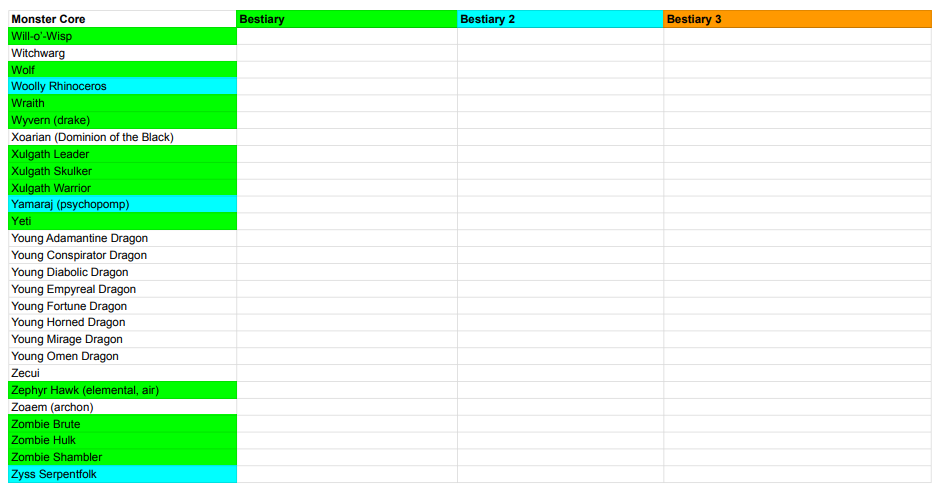 Monster Core Bestiary Bestiary 2 Bestiary 3
Will-o'-Wisp
Witchwarg
Wolf
Woolly Rhinoceros
Wraith
Wyvern (drake)
Xoarian (Dominion of the Black)
Xulgath Leader
Xulgath Skulker
Xulgath Warrior
Yamaraj (psychopomp)
Yeti
Young Adamantine Dragon
Young Conspirator Dragon
Young Diabolic Dragon
Young Empyreal Dragon
Young Fortune Dragon
Young Horned Dragon
Young Mirage Dragon
Young Omen Dragon
Zecui
Zephyr Hawk (elemental, air)
Zoaem (archon)
Zombie Brute
Zombie Hulk
Zombie Shambler
Zyss Serpentfolk